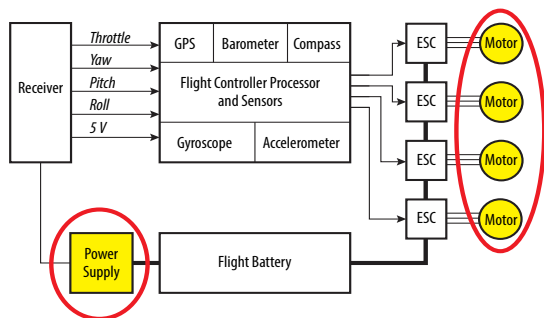 Receiver
Throttle
Yaw
Pitch
Roll
5 V
GPS
Barometer
Compass
Flight Controller Processor
and Sensors
Gyroscope
Accelerometer
ESC
Motor
ESC
Motor
ESC
Motor
ESC
Motor
Power
Supply
Flight Battery